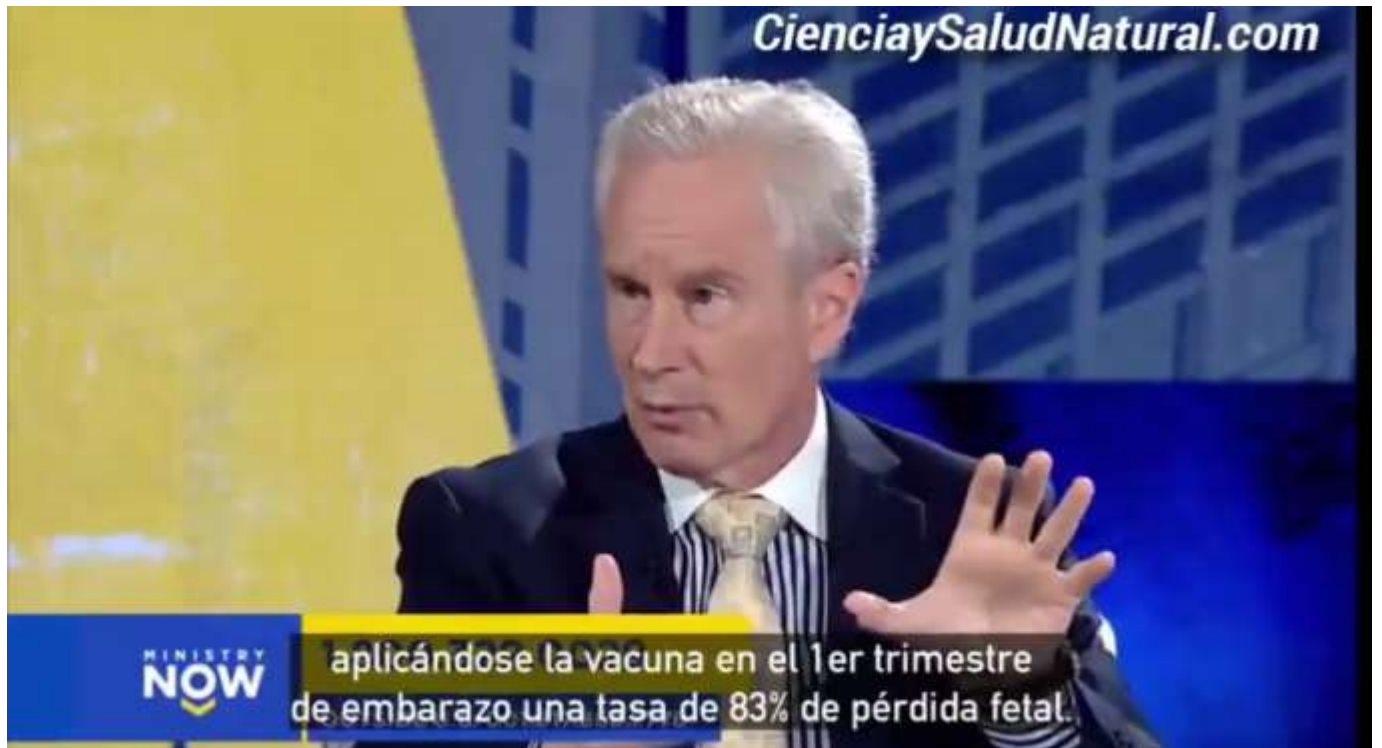 CienciaySaludNatural.com
MINISTRY
NOW
aplicándose la vacuna en el 1er trimestre
de embarazo una tasa de 83% de pérdida fetal.